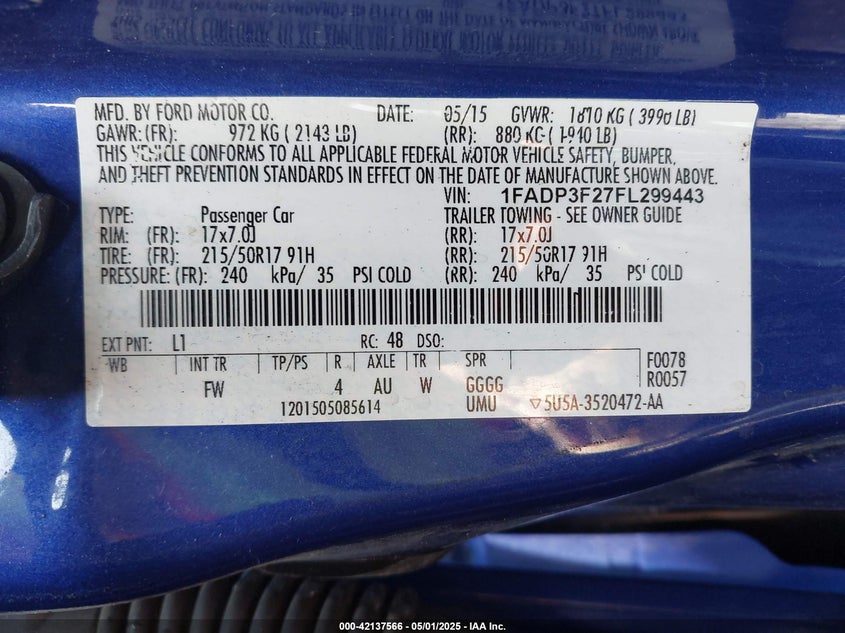 MFD. BY FORD MOTOR CO. DATE: 05/15 GVWR: 1810 KG ( 3990 LB)
GAWR: (FR): 972 KG ( 2143 LB) (RR): 880 KG ( 1940 LB)
THIS VEHICLE CONFORMS TO ALL APPLICABLE FEDERAL MOTOR VEHICLE SAFETY, BUMPER,
AND THEFT PREVENTION STANDARDS IN EFFECT ON THE DATE OF MANUFACTURE SHOWN ABOVE.
VIN: 1FADP3F27FL299443
TYPE: Passenger Car TRAILER TOWING - SEE OWNER GUIDE
RIM: (FR): 17x7.0J (RR): 17x7.0J
TIRE: (FR): 215/50R17 91H (RR): 215/50R17 91H
PRESSURE: (FR): 240 kPa/ 35 PSI COLD (RR): 240 kPa/ 35 PSI COLD
EXT PNT: L1 RC: 48 DSO:
WB INT TR TP/PS R AXLE TR SPR F0078
FW 4 AU W GGGG R0057
1201505085614 UMU ▽5U5A-3520472-AA
000-42137566 - 05/01/2025 - IAA Inc.